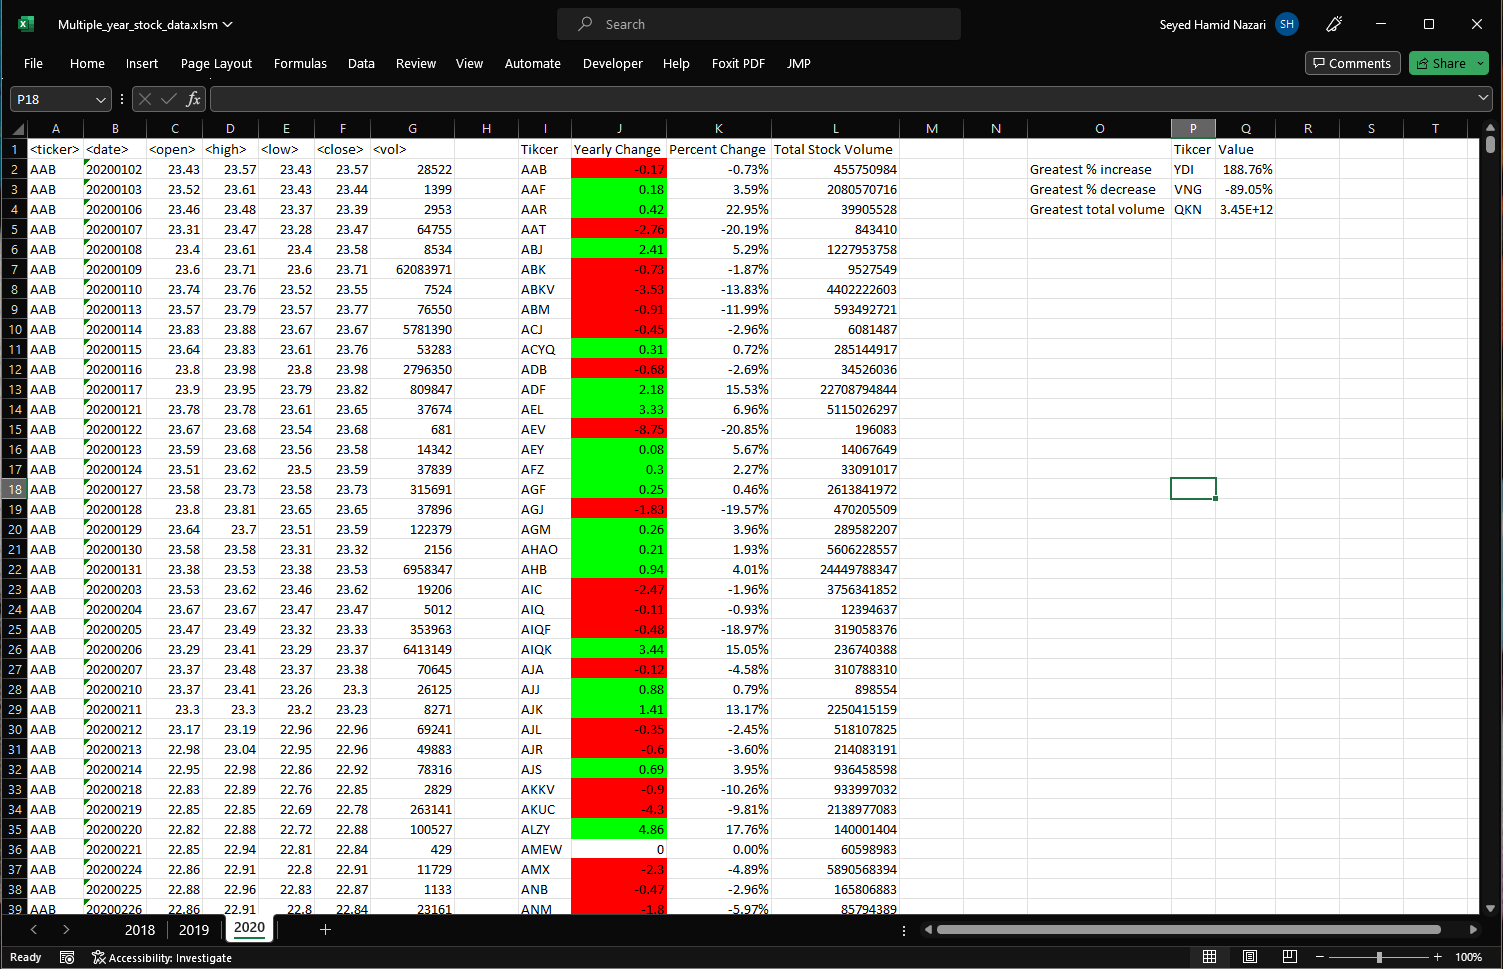 Multiple_year_stock_data.xlsm
Search
Seyed Hamid Nazari SH
File Home Insert Page Layout Formulas Data Review View Automate Developer Help Foxit PDF JMP Comments Share
P18 fx
A B C D E F G H I J K L M N O P Q R S T
1 <ticker> <date> <open> <high> <low> <close> <vol> Tikcer Yearly Change Percent Change Total Stock Volume Tikcer Value
2 AAB 20200102 23.43 23.57 23.43 23.57 28522 AAB -0.17 -0.73% 455750984 Greatest % increase YDI 188.76%
3 AAB 20200103 23.52 23.61 23.43 23.44 1399 AAF 0.18 3.59% 2080570716 Greatest % decrease VNG -89.05%
4 AAB 20200106 23.46 23.48 23.37 23.39 2953 AAR 0.42 22.95% 39905528 Greatest total volume QKN 3.45E+12
5 AAB 20200107 23.31 23.47 23.28 23.47 64755 AAT -2.76 -20.19% 843410
6 AAB 20200108 23.4 23.61 23.4 23.58 8534 ABJ 2.41 5.29% 1227953758
7 AAB 20200109 23.6 23.71 23.6 23.71 62083971 ABK -0.73 -1.87% 9527549
8 AAB 20200110 23.74 23.76 23.52 23.55 7524 ABKV -3.53 -13.83% 4402222603
9 AAB 20200113 23.57 23.79 23.57 23.77 76550 ABM -0.91 -11.99% 593492721
10 AAB 20200114 23.83 23.88 23.67 23.67 5781390 ACJ -0.45 -2.96% 6081487
11 AAB 20200115 23.64 23.83 23.61 23.76 53283 ACYQ 0.31 0.72% 285144917
12 AAB 20200116 23.8 23.98 23.8 23.98 2796350 ADB -0.68 -2.69% 34526036
13 AAB 20200117 23.9 23.95 23.79 23.82 809847 ADF 2.18 15.53% 22708794844
14 AAB 20200121 23.78 23.78 23.61 23.65 37674 AEL 3.33 6.96% 5115026297
15 AAB 20200122 23.67 23.68 23.54 23.68 681 AEV -8.75 -20.85% 196083
16 AAB 20200123 23.59 23.68 23.56 23.58 14342 AEY 0.08 5.67% 14067649
17 AAB 20200124 23.51 23.62 23.5 23.59 37839 AFZ 0.3 2.27% 33091017
18 AAB 20200127 23.58 23.73 23.58 23.73 315691 AGF 0.25 0.46% 2613841972
19 AAB 20200128 23.8 23.81 23.65 23.65 37896 AGJ -1.83 -19.57% 470205509
20 AAB 20200129 23.64 23.7 23.51 23.59 122379 AGM 0.26 3.96% 289582207
21 AAB 20200130 23.58 23.58 23.31 23.32 2156 AHAO 0.21 1.93% 5606228557
22 AAB 20200131 23.38 23.53 23.38 23.53 6958347 AHB 0.94 4.01% 24449788347
23 AAB 20200203 23.53 23.62 23.46 23.62 19206 AIC -2.47 -1.96% 3756341852
24 AAB 20200204 23.67 23.67 23.47 23.47 5012 AIQ -0.11 -0.93% 12394637
25 AAB 20200205 23.47 23.49 23.32 23.33 353963 AIQF -0.48 -18.97% 319058376
26 AAB 20200206 23.29 23.41 23.29 23.37 6413149 AIQK 3.44 15.05% 236740388
27 AAB 20200207 23.37 23.48 23.37 23.38 70645 AJA -0.12 -4.58% 310788310
28 AAB 20200210 23.37 23.41 23.26 23.3 26125 AJJ 0.88 0.79% 898554
29 AAB 20200211 23.3 23.3 23.2 23.23 8271 AJK 1.41 13.17% 2250415159
30 AAB 20200212 23.17 23.19 22.96 22.96 69241 AJL -0.35 -2.45% 518107825
31 AAB 20200213 22.98 23.04 22.95 22.96 49883 AJR -0.6 -3.60% 214083191
32 AAB 20200214 22.95 22.98 22.86 22.92 78316 AJS 0.69 3.95% 936458598
33 AAB 20200218 22.83 22.89 22.76 22.85 2829 AKKV -0.9 -10.26% 933997032
34 AAB 20200219 22.85 22.85 22.69 22.78 263141 AKUC -4.3 -9.81% 2138977083
35 AAB 20200220 22.82 22.88 22.72 22.88 100527 ALZY 4.86 17.76% 140001404
36 AAB 20200221 22.85 22.94 22.81 22.84 429 AMEW 0 0.00% 60598983
37 AAB 20200224 22.86 22.91 22.8 22.91 11729 AMX -2.3 -4.89% 5890568394
38 AAB 20200225 22.88 22.96 22.83 22.87 1133 ANB -0.47 -2.96% 165806883
39 AAB 20200226 22.86 22.91 22.8 22.84 23161 ANM -1.8 -5.97% 85794389
2018 2019 2020
Ready Accessibility: Investigate 100%